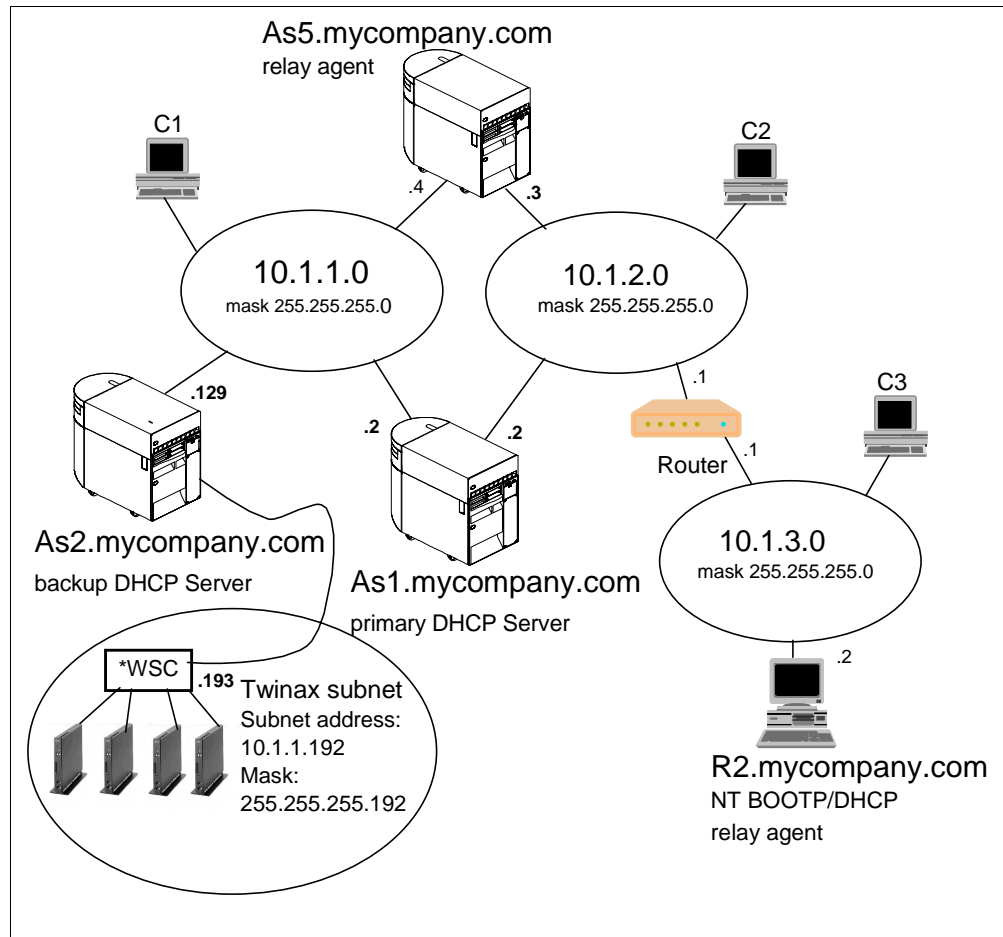 As5.mycompany.com
relay agent
C1
C2
.4
.3
10.1.1.0
mask 255.255.255.0
10.1.2.0
mask 255.255.255.0
.129
.2
.2
.1
C3
Router
.1
As2.mycompany.com
backup DHCP Server
As1.mycompany.com
primary DHCP Server
10.1.3.0
mask 255.255.255.0
*WSC
.193
Twinax subnet
Subnet address:
10.1.1.192
Mask:
255.255.255.192
.2
R2.mycompany.com
NT BOOTP/DHCP
relay agent